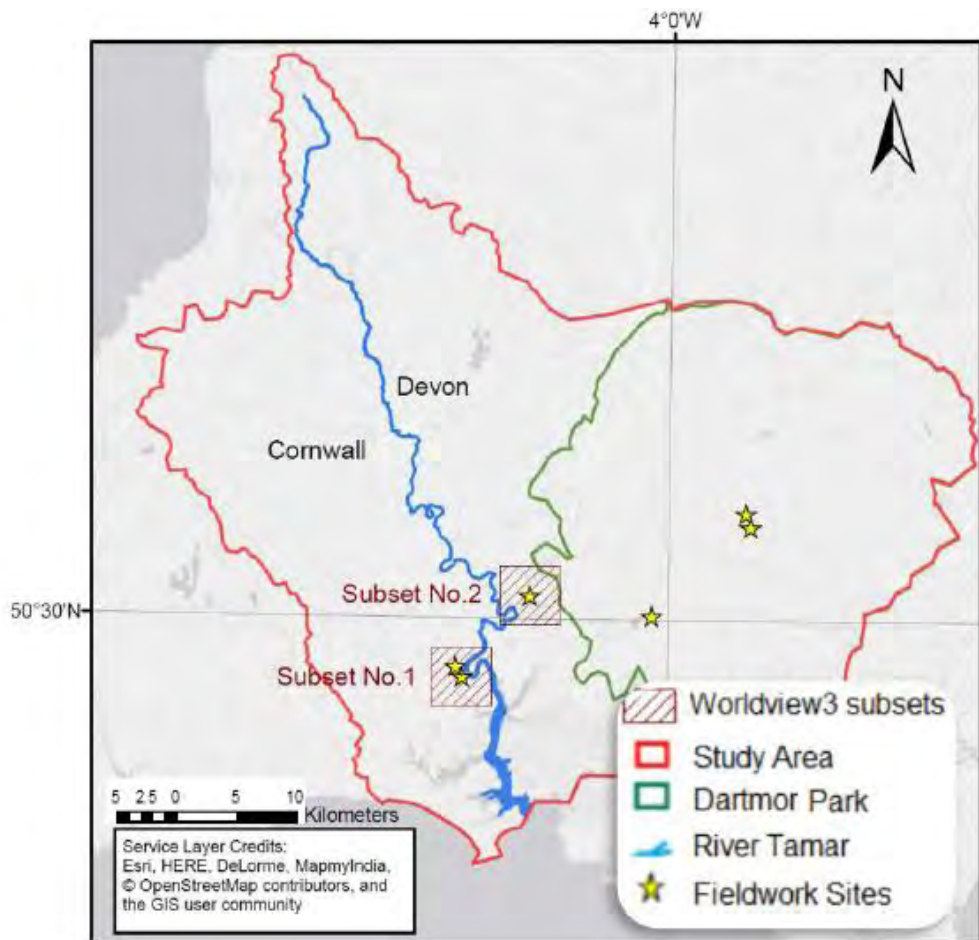 4°0'W
N
Devon
Cornwall
Subset No.2
50°30'N
Subset No.1
Worldview3 subsets
Study Area
Dartmor Park
River Tamar
Fieldwork Sites
5 2.5 0 5 10
Kilometers
Service Layer Credits:
Esri, HERE, DeLorme, MapmyIndia,
© OpenStreetMap contributors, and
the GIS user community